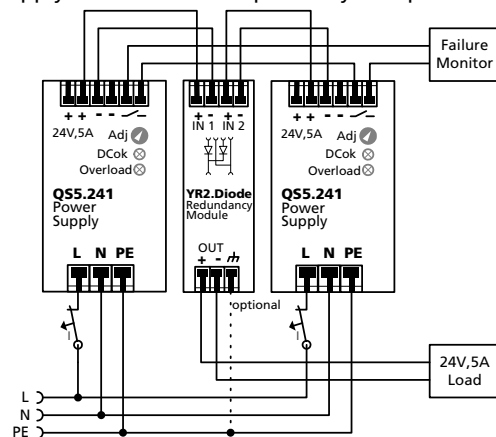 Failure
Monitor
+ + - -
24V,5A
Adj
DCok
Overload
QS5.241
Power
Supply
L N PE
+ - + -
IN 1 IN 2
YR2.Diode
Redundancy
Module
OUT
+ -
optional
+ + - -
24V,5A
Adj
DCok
Overload
QS5.241
Power
Supply
L N PE
I
I
24V,5A
Load
L
N
PE